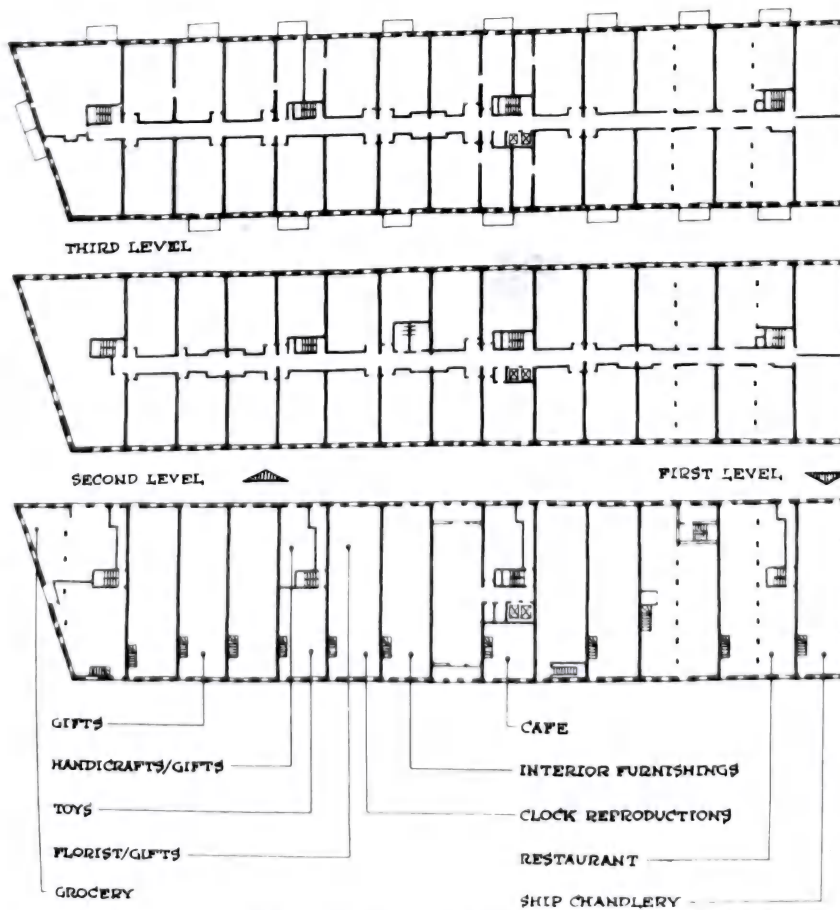 THIRD LEVEL
SECOND LEVEL
FIRST LEVEL
GIFTS
HANDICRAFTS/GIFTS
TOYS
FLORIST/GIFTS
GROCERY
CAFE
INTERIOR FURNISHINGS
CLOCK REPRODUCTIONS
RESTAURANT
SHIP CHANDLERY